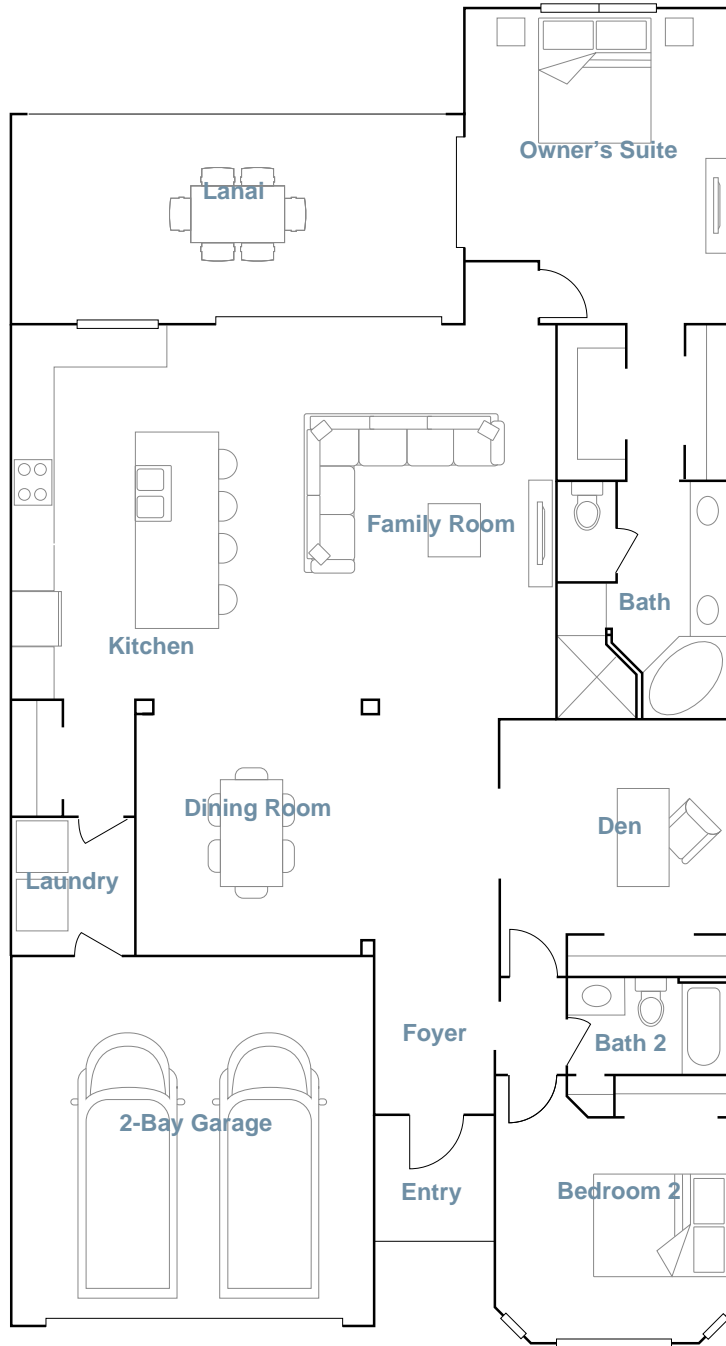 Owner's Suite
Lanai
Family Room
Bath
Kitchen
Dining Room
Den
Laundry
Foyer
Bath 2
2-Bay Garage
Entry
Bedroom 2